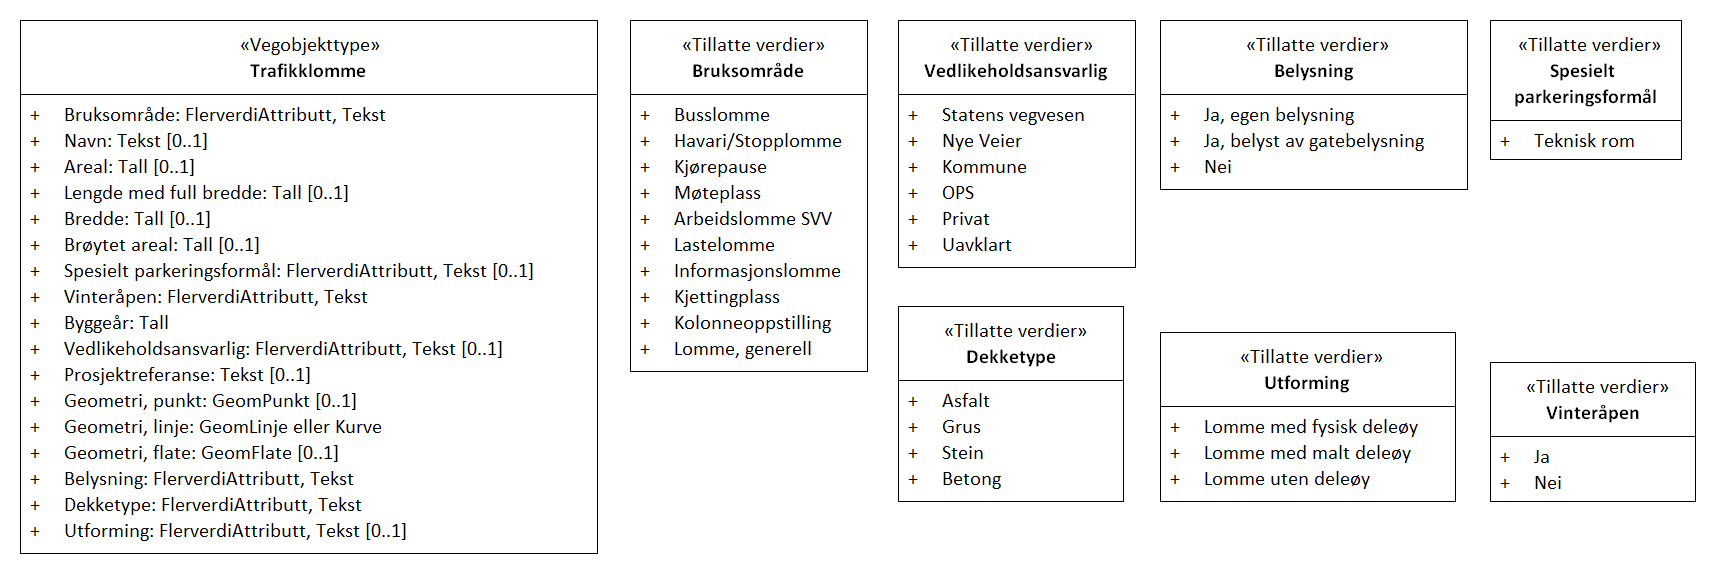 «Vegobjekttype»
Trafikklomme
+ Bruksområde: FlerverdiAttributt, Tekst
+ Navn: Tekst [0..1]
+ Areal: Tall [0..1]
+ Lengde med full bredde: Tall [0..1]
+ Bredde: Tall [0..1]
+ Brøytet areal: Tall [0..1]
+ Spesielt parkeringsformål: FlerverdiAttributt, Tekst [0..1]
+ Vinteråpen: FlerverdiAttributt, Tekst
+ Byggeår: Tall
+ Vedlikeholdsansvarlig: FlerverdiAttributt, Tekst [0..1]
+ Prosjektreferanse: Tekst [0..1]
+ Geometri, punkt: GeomPunkt [0..1]
+ Geometri, linje: GeomLinje eller Kurve
+ Geometri, flate: GeomFlate [0..1]
+ Belysning: FlerverdiAttributt, Tekst
+ Dekketype: FlerverdiAttributt, Tekst
+ Utforming: FlerverdiAttributt, Tekst [0..1]
«Tillatte verdier»
Bruksområde
+ Busslomme
+ Havari/Stopplomme
+ Kjørepause
+ Møteplass
+ Arbeidslomme SVV
+ Lastelomme
+ Informasjonslomme
+ Kjettingplass
+ Kolonneoppstilling
+ Lomme, generell
«Tillatte verdier»
Vedlikeholdsansvarlig
+ Statens vegvesen
+ Nye Veier
+ Kommune
+ OPS
+ Privat
+ Uavklart
«Tillatte verdier»
Dekketype
+ Asfalt
+ Grus
+ Stein
+ Betong
«Tillatte verdier»
Belysning
+ Ja, egen belysning
+ Ja, belyst av gatebelysning
+ Nei
«Tillatte verdier»
Utforming
+ Lomme med fysisk deleøy
+ Lomme med malt deleøy
+ Lomme uten deleøy
«Tillatte verdier»
Spesielt
parkeringsformål
+ Teknisk rom
«Tillatte verdier»
Vinteråpen
+ Ja
+ Nei